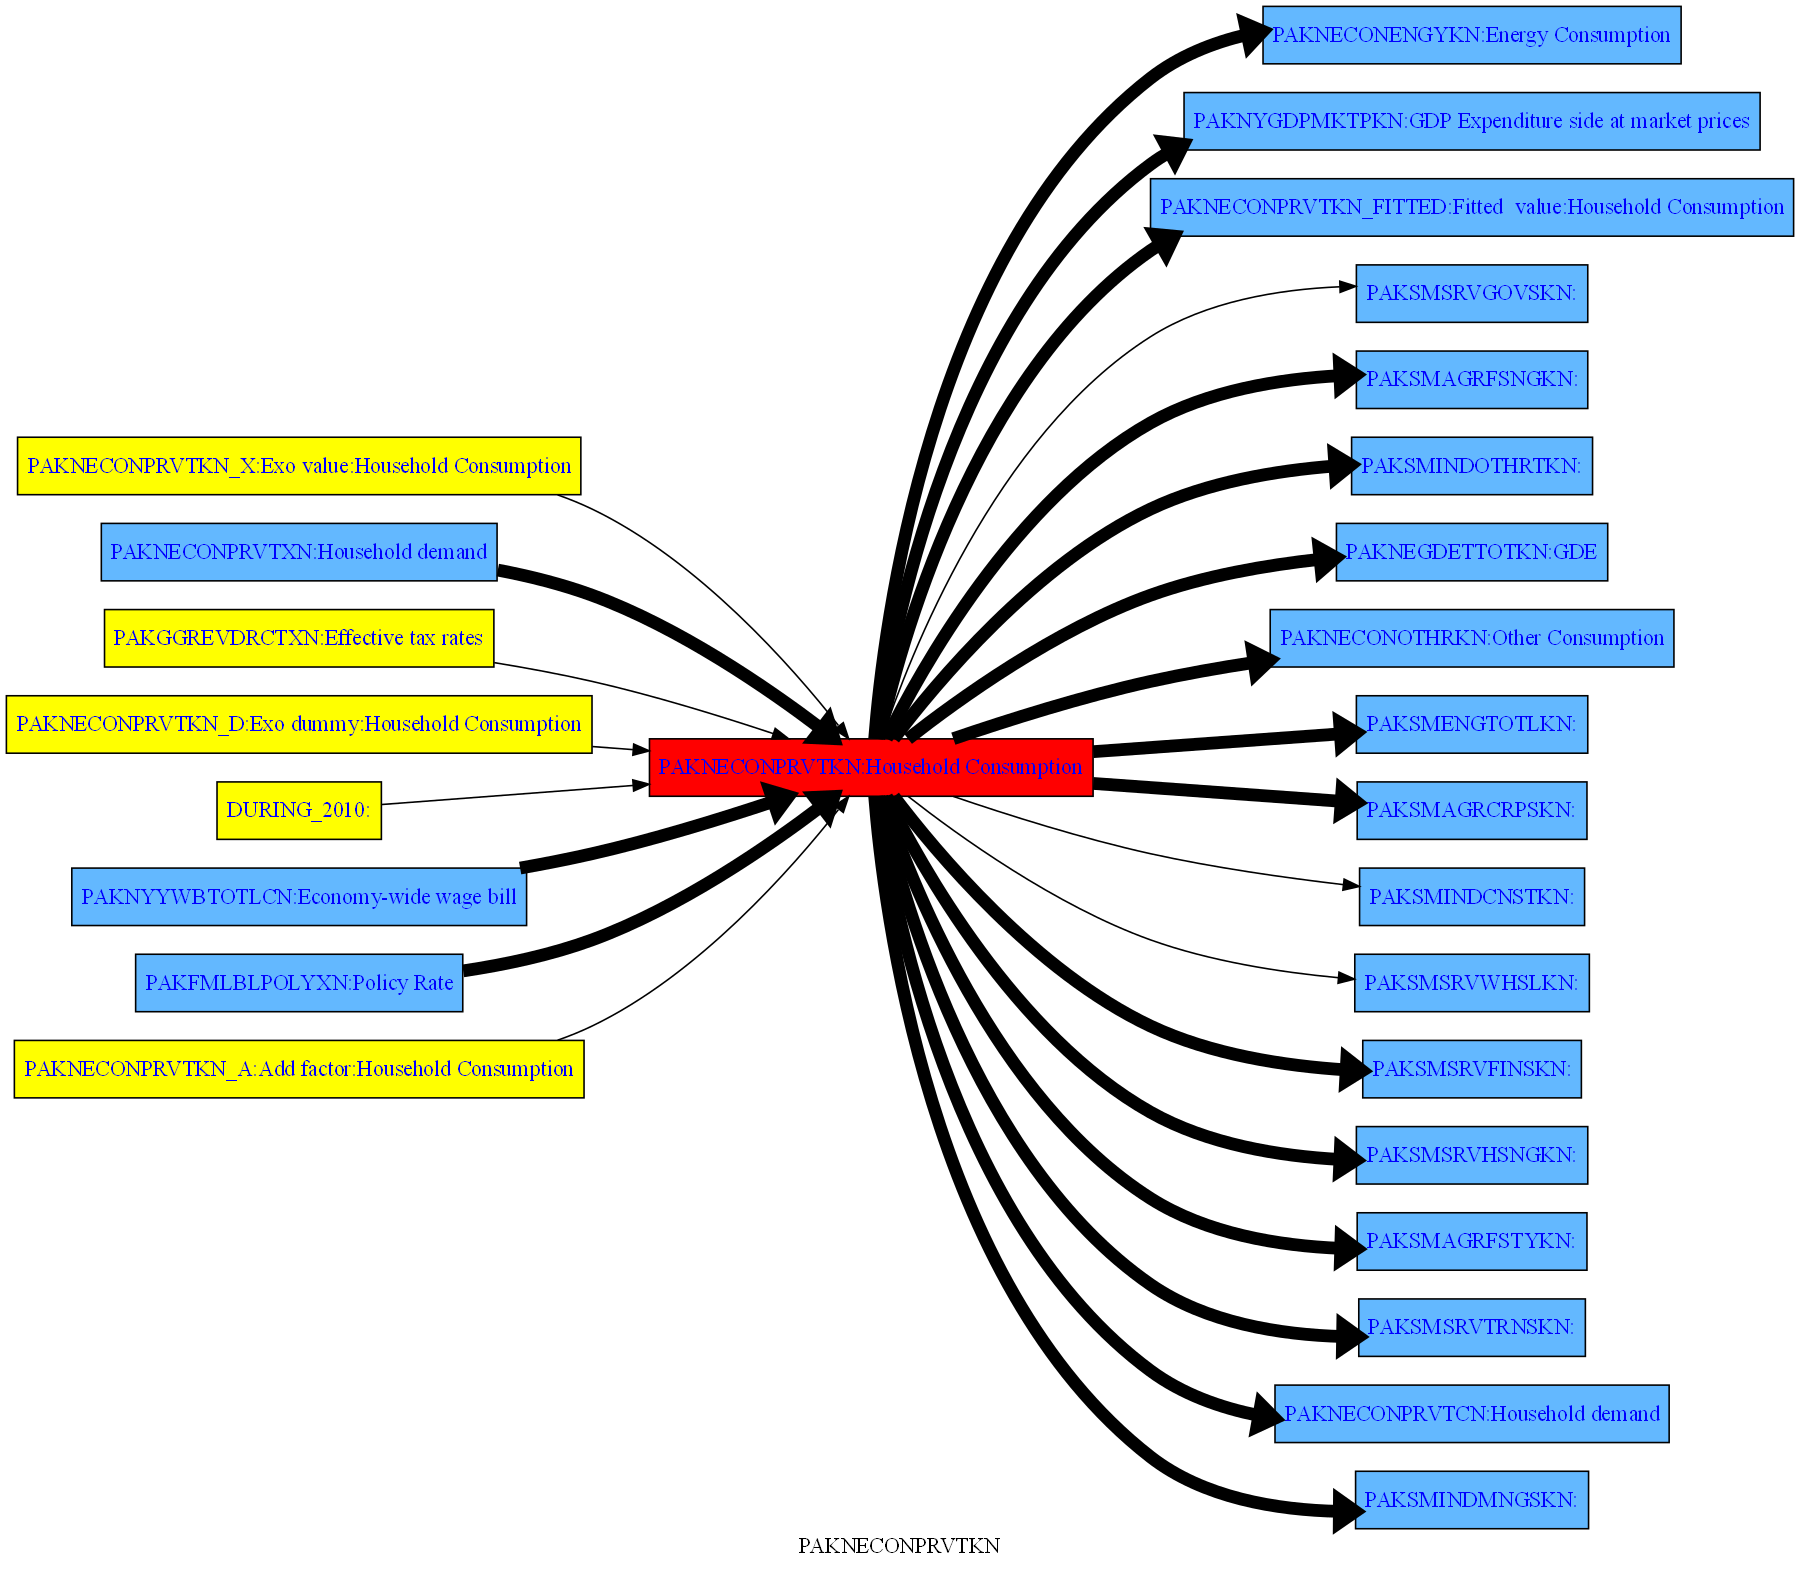 PAKNECONENGYKN:Energy Consumption
PAKNYGDPMKTPKN:GDP Expenditure side at market prices
PAKNECONPRVTKN_FITTED:Fitted  value:Household Consumption
PAKSMSRVGOVSKN:
PAKSMAGRFSNGKN:
PAKNECONPRVTKN_X:Exo value:Household Consumption
PAKSMINDOTHRTKN:
PAKNECONPRVTXN:Household demand
PAKNEGDETTOTKN:GDE
PAKGGREVDRCTXN:Effective tax rates
PAKNECONOTHRKN:Other Consumption
PAKNECONPRVTKN_D:Exo dummy:Household Consumption
PAKSMENGTOTLKN:
PAKNECONPRVTKN:Household Consumption
DURING_2010:
PAKSMAGRCRPSKN:
PAKNYYWBTOTLCN:Economy-wide wage bill
PAKSMINDCNSTKN:
PAKFMLBLPOLYXN:Policy Rate
PAKSMSRVWHSLKN:
PAKNECONPRVTKN_A:Add factor:Household Consumption
PAKSMSRVFINSKN:
PAKSMSRVHSNGKN:
PAKSMAGRFSTYKN:
PAKSMSRVTRNSKN:
PAKNECONPRVTCN:Household demand
PAKSMINDMNGSKN:
PAKNECONPRVTKN